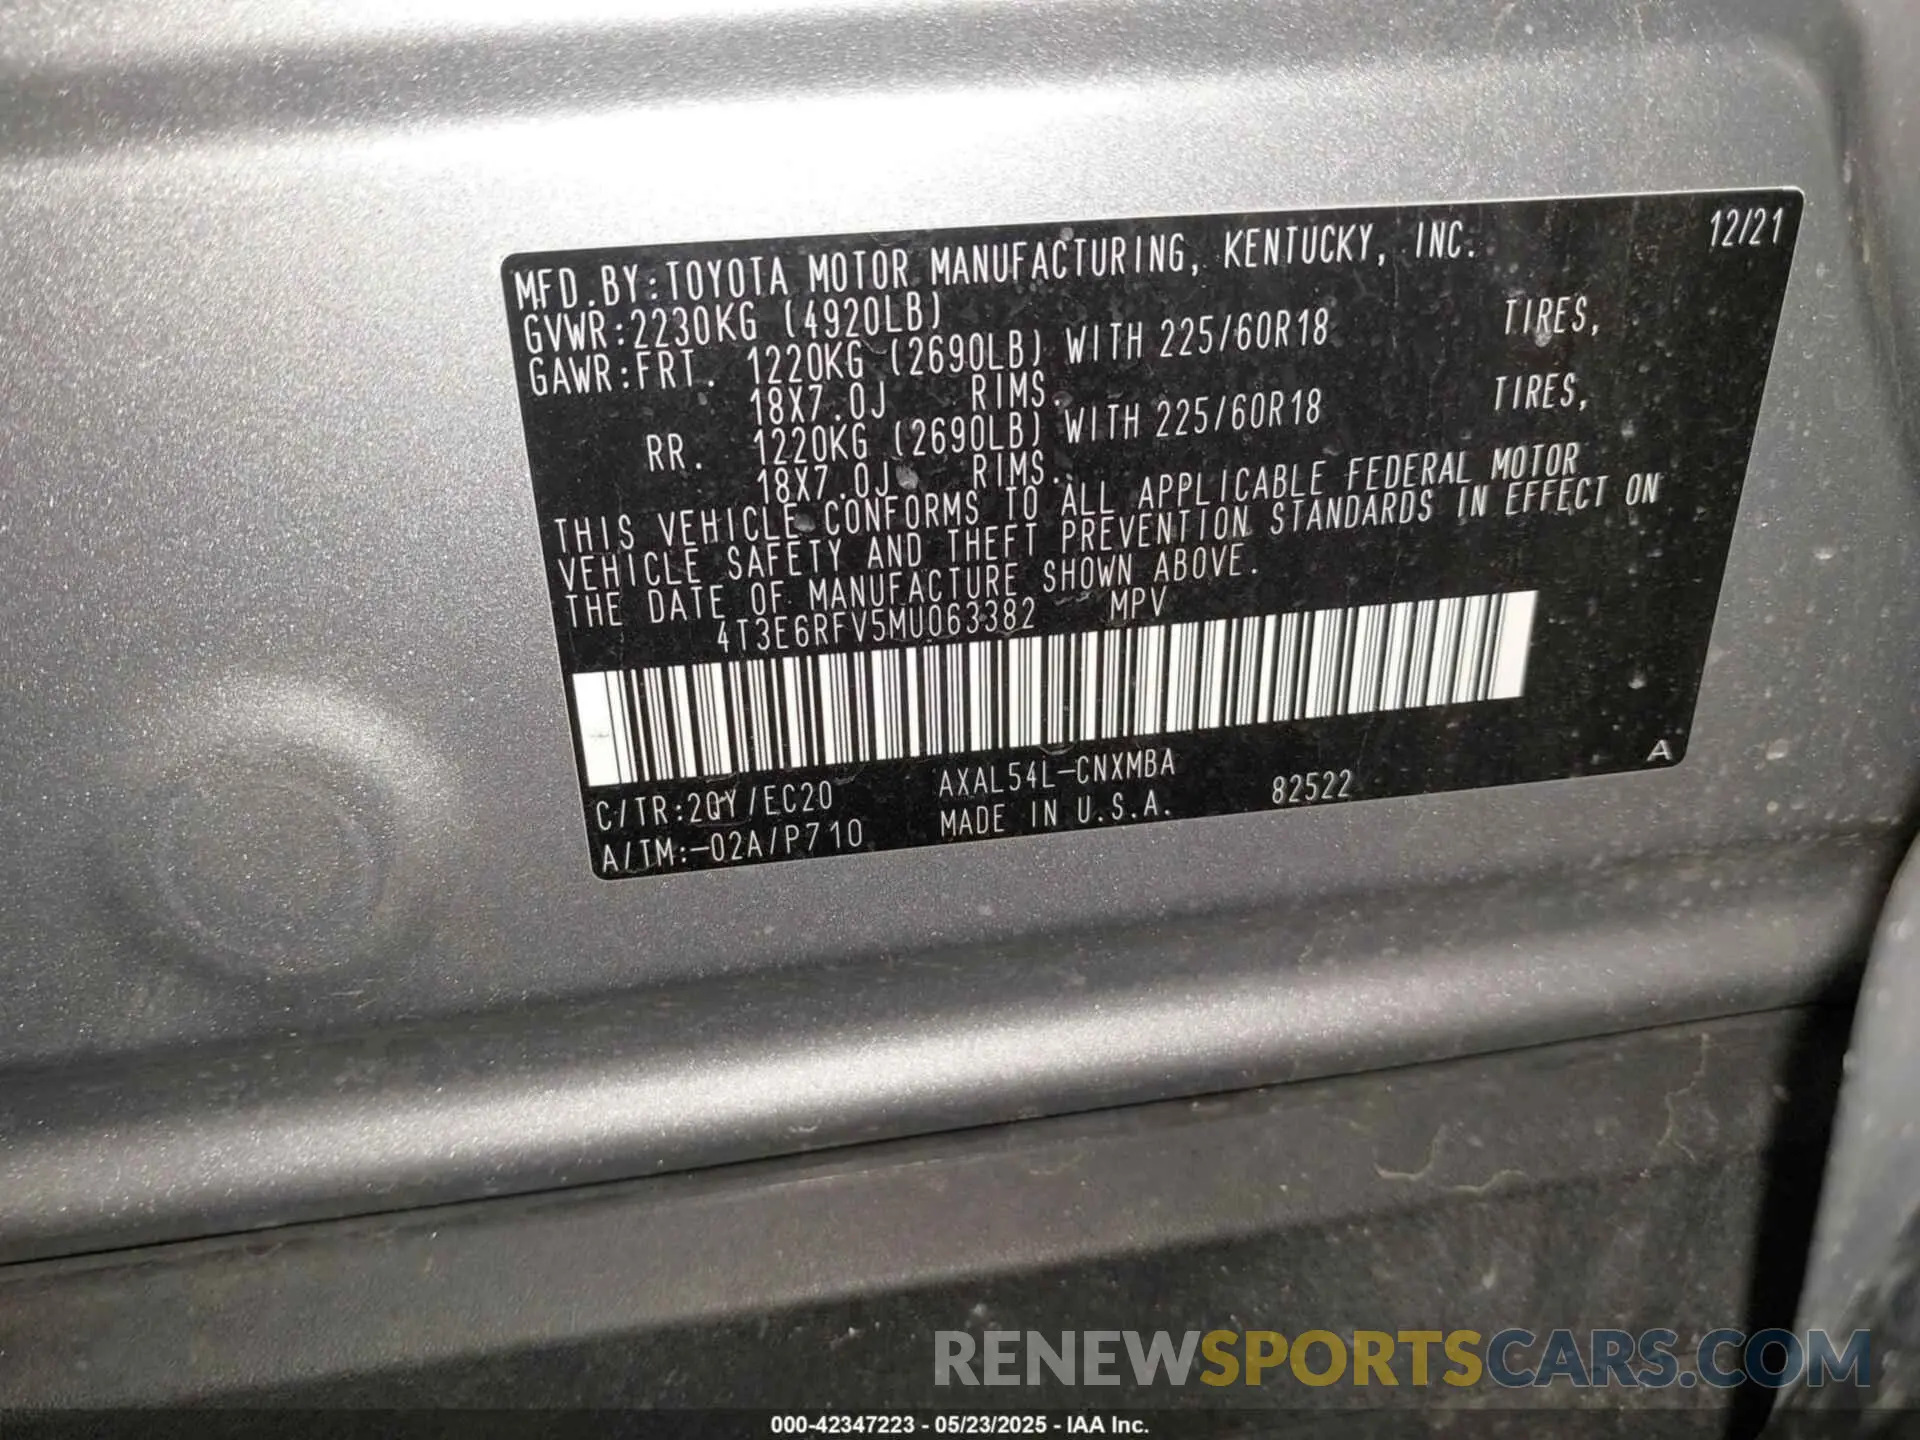 12/21
MFD.BY:TOYOTA MOTOR MANUFACTURING, KENTUCKY, INC.
GVWR:2230KG (4920LB)
GAWR:FRT. 1220KG (2690LB) WITH 225/60R18 TIRES,
18X7.0J RIMS.
RR. 1220KG (2690LB) WITH 225/60R18 TIRES,
18X7.0J RIMS.
THIS VEHICLE CONFORMS TO ALL APPLICABLE FEDERAL MOTOR
VEHICLE SAFETY AND THEFT PREVENTION STANDARDS IN EFFECT ON
THE DATE OF MANUFACTURE SHOWN ABOVE.
4T3E6RFV5MU063382 MPV
C/TR:2QY/EC20 AXAL54L-CNXMBA A
A/TM:-02A/P710 MADE IN U.S.A. 82522
RENEWSPORTSCARS.COM
000-42347223 - 05/23/2025 - IAA Inc.